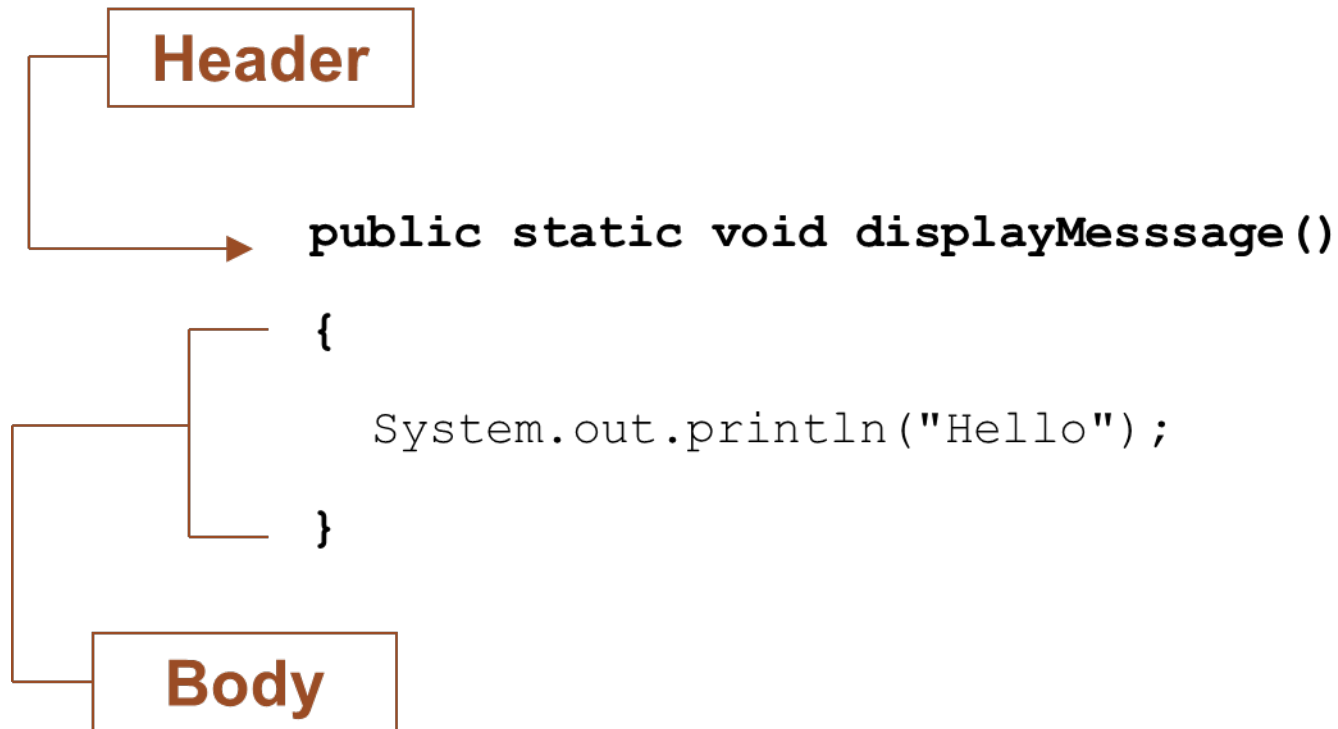 Header
public static void displayMesssage()
{
System.out.println("Hello");
}
Body